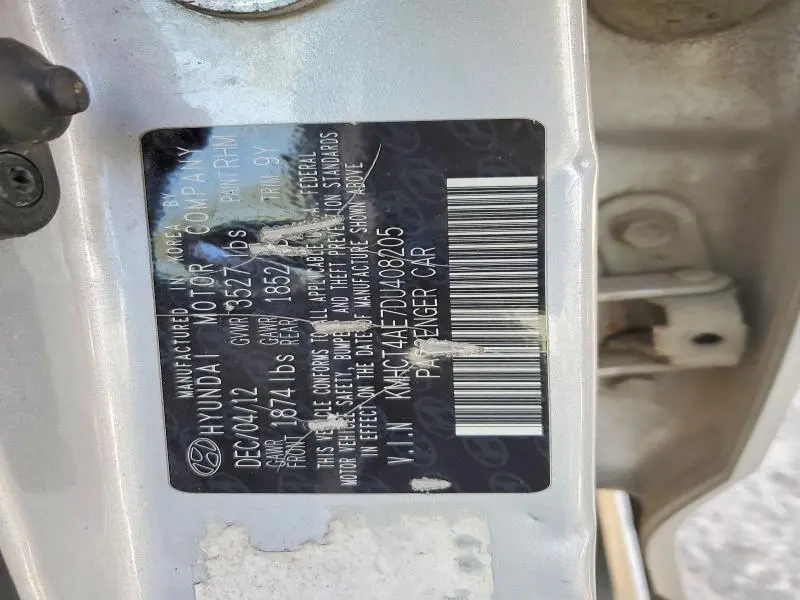 MANUFACTURED IN KOREA BY
HYUNDAI MOTOR COMPANY
DEC/04/12 GVWR 3527 lbs PAINT RHM
GAWR FRONT 1874 lbs GAWR REAR 1852 TRIM 9Y
THIS VEHICLE CONFORMS TO ALL APPLICABLE FEDERAL
MOTOR VEHICLE SAFETY, BUMPER AND THEFT PREVENTION STANDARDS
IN EFFECT ON THE DATE OF MANUFACTURE SHOWN ABOVE
V.I.N KMHCT4AE7DU408205
PASSENGER CAR